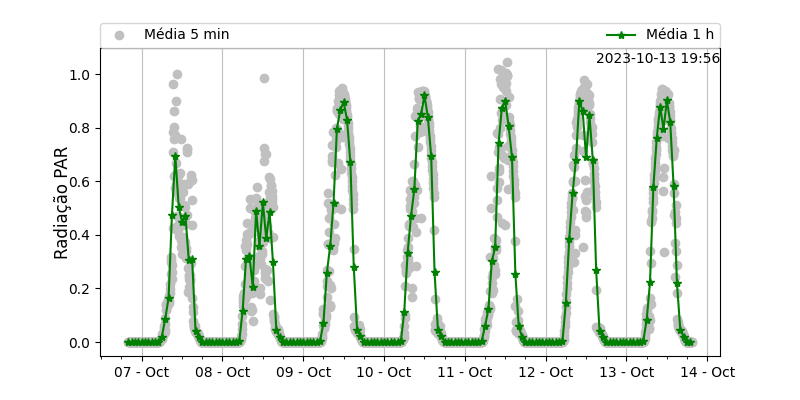 Média 5 min
Média 1 h
2023-10-13 19:56
1.0
0.8
0.6
0.4
0.2
0.0
Radiação PAR
07 - Oct
08 - Oct
09 - Oct
10 - Oct
11 - Oct
12 - Oct
13 - Oct
14 - Oct